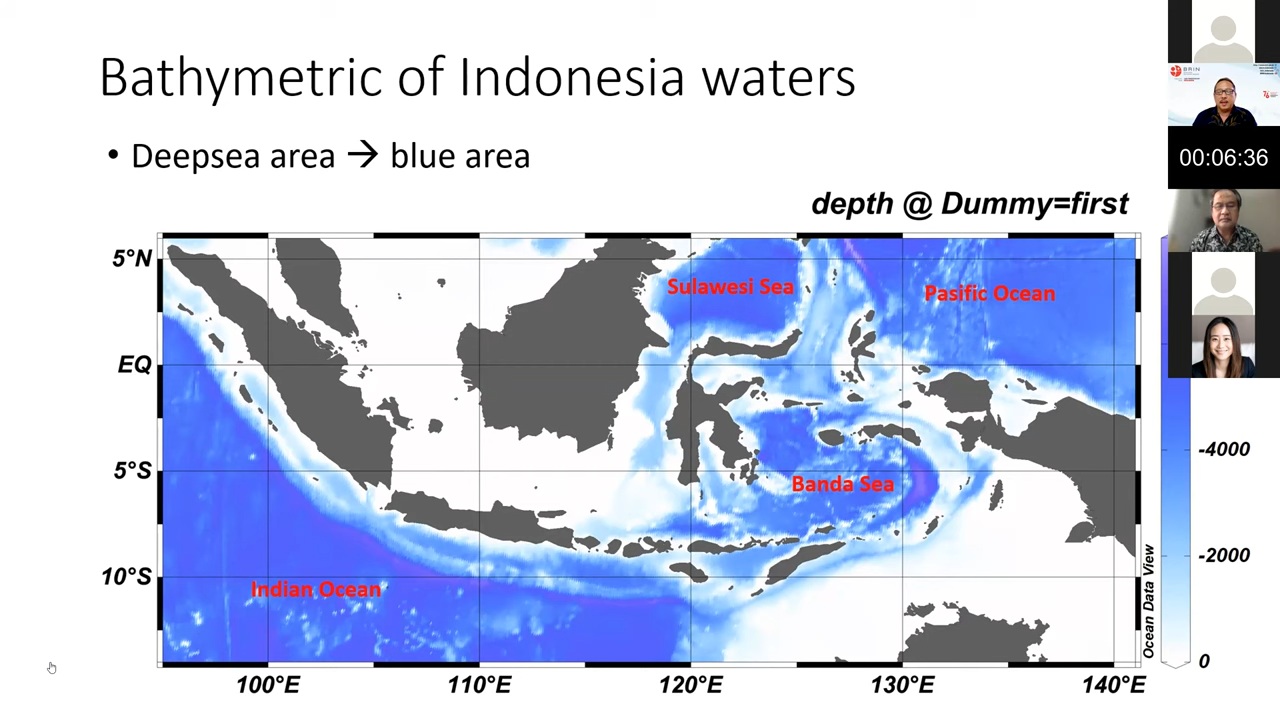 Bathymetric of Indonesia waters
• Deepsea area → blue area
depth @ Dummy=first
5°N
EQ
5°S
10°S
Sulawesi Sea
Pasific Ocean
Banda Sea
Indian Ocean
100°E
110°E
120°E
130°E
140°E
Ocean Data View
-4000
-2000
0
BRIN
00:06:36